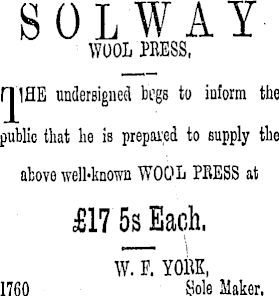 SOLWAY
WOOL PRESS.
THE undersigned begs to inform the
public that he is prepared to supply the
above well-known WOOL PRESS at
£17 5s Each.
W. F. YORK,
1760 Sole Maker.